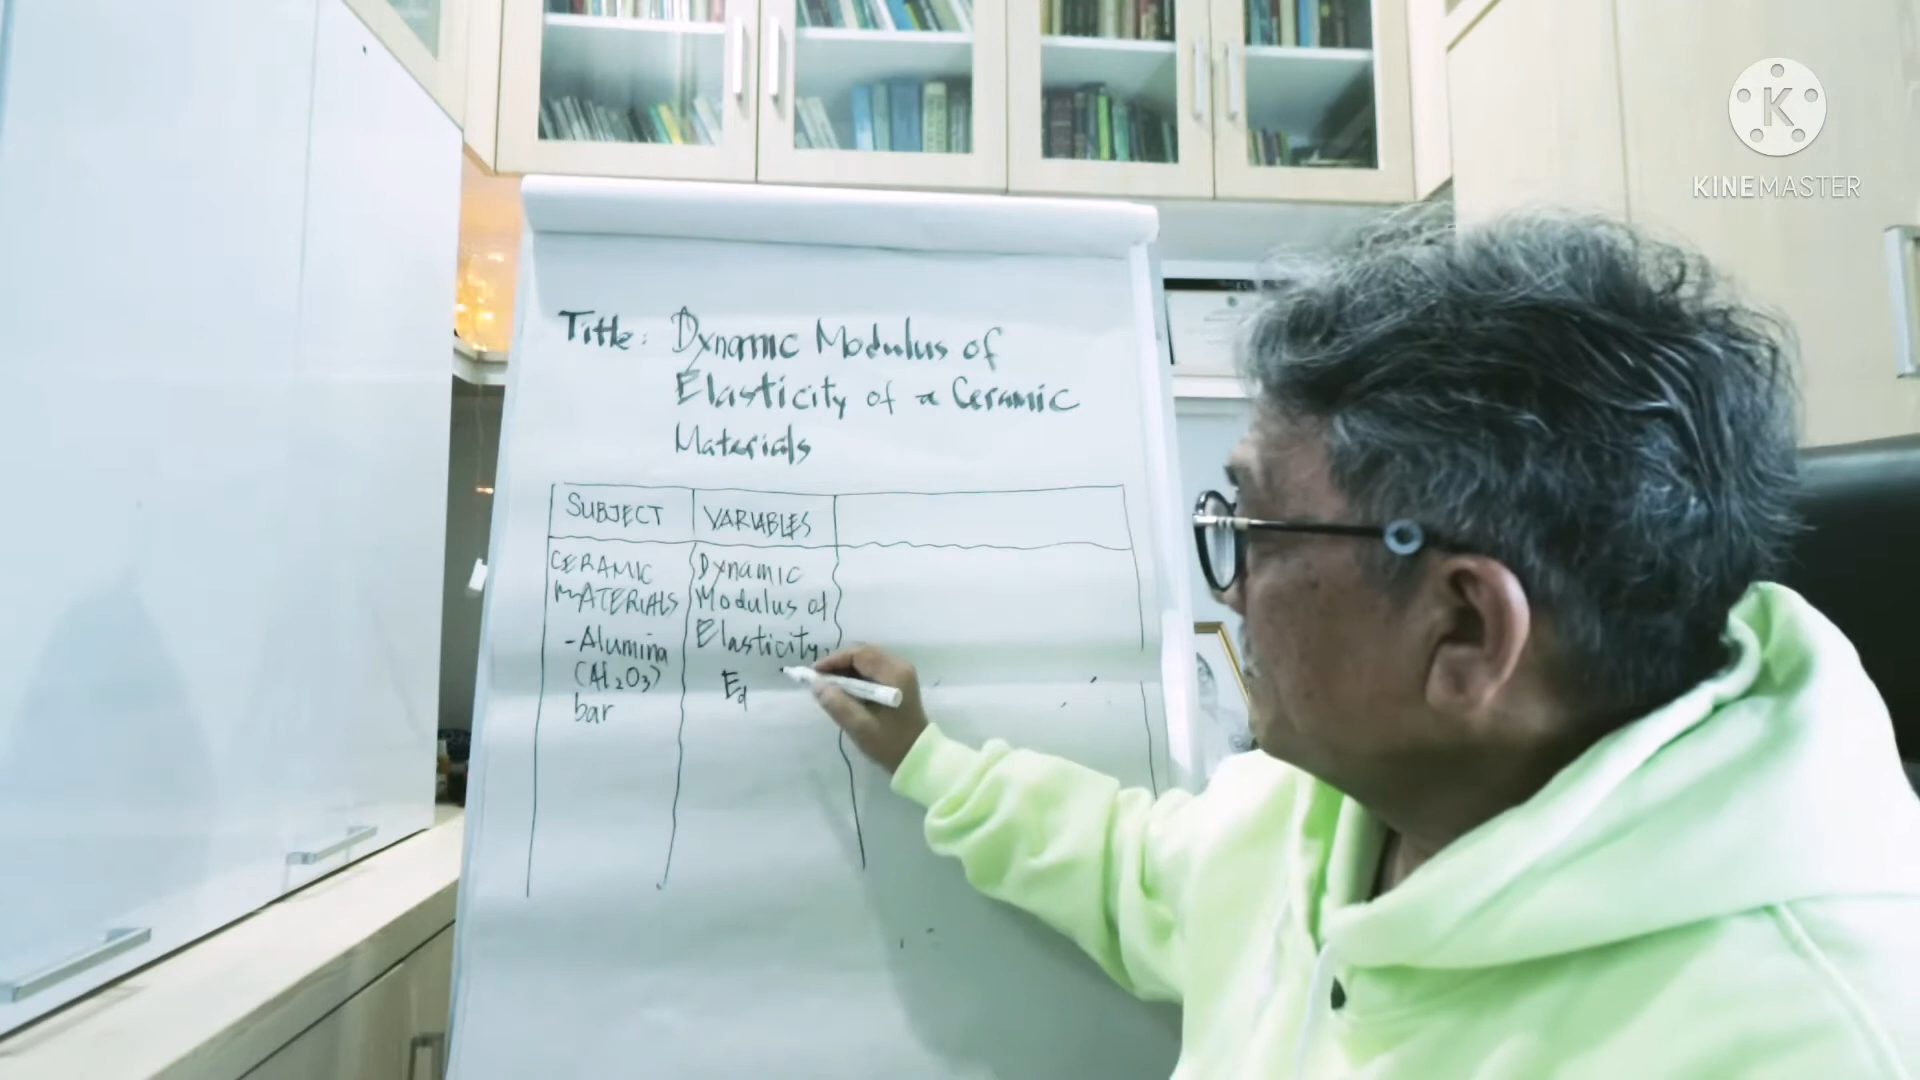 Title: Dynamic Modulus of
Elasticity of a Ceramic
Materials
SUBJECT
VARIABLES
CERAMIC
MATERIALS
-Alumina
(Al₂O₃)
bar
Dynamic
Modulus of
Elasticity,
Ed
K
KINEMASTER